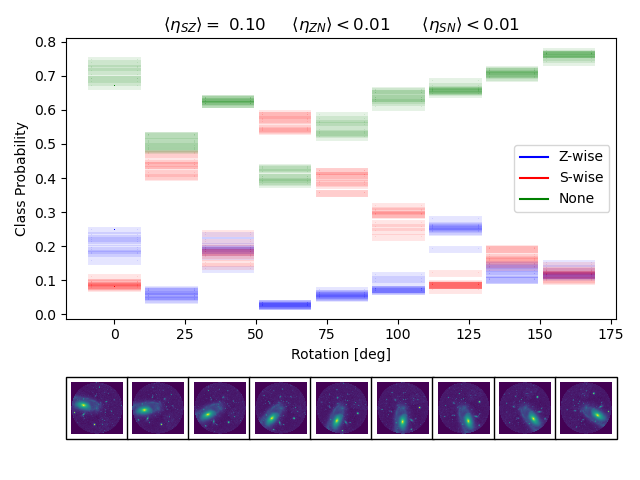 ⟨η_SZ⟩ = 0.10 ⟨η_ZN⟩ < 0.01 ⟨η_SN⟩ < 0.01
Class Probability
0.8
0.7
0.6
0.5
0.4
0.3
0.2
0.1
0.0
Z-wise
S-wise
None
0 25 50 75 100 125 150 175
Rotation [deg]